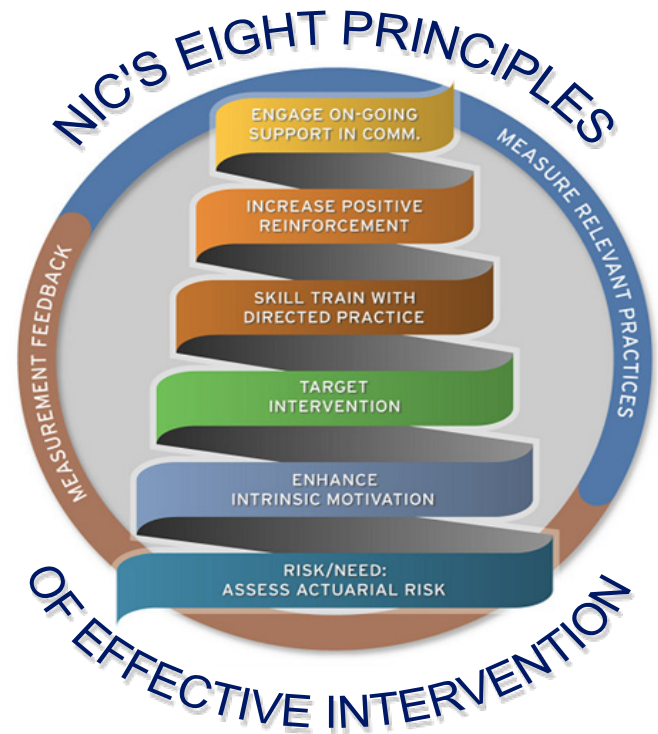 NIC'S EIGHT PRINCIPLES
ENGAGE ON-GOING
SUPPORT IN COMM.
MEASURE RELEVANT PRACTICES
INCREASE POSITIVE
REINFORCEMENT
MEASUREMENT FEEDBACK
SKILL TRAIN WITH
DIRECTED PRACTICE
TARGET
INTERVENTION
ENHANCE
INTRINSIC MOTIVATION
RISK/NEED:
ASSESS ACTUARIAL RISK
OF EFFECTIVE INTERVENTION